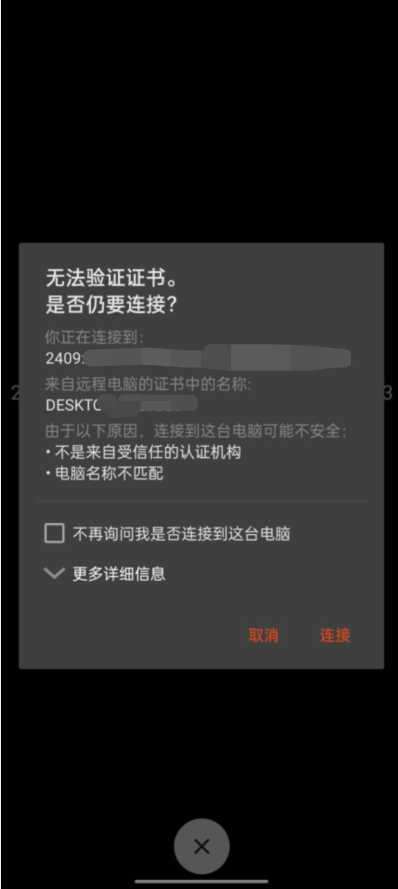 无法验证证书。
是否仍要连接?
你正在连接到:
2409:
来自远程电脑的证书中的名称:
DESKTO
由于以下原因，连接到这台电脑可能不安全:
• 不是来自受信任的认证机构
• 电脑名称不匹配
不再询问我是否连接到这台电脑
更多详细信息
取消 连接
2
3